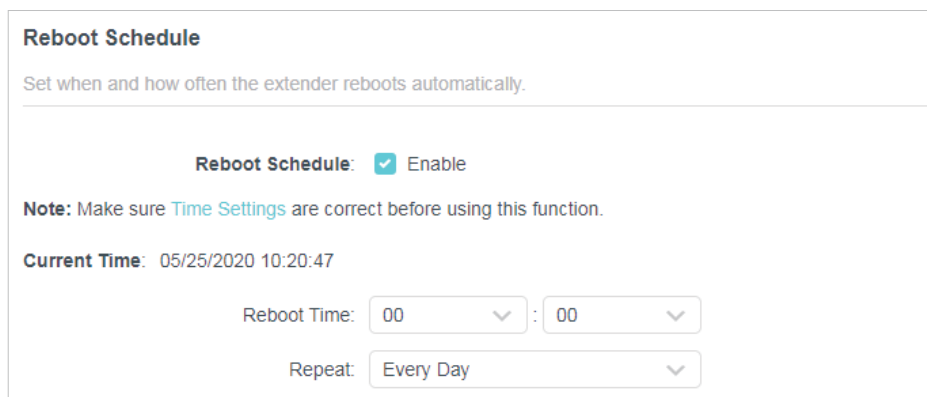 Reboot Schedule
Set when and how often the extender reboots automatically.
Reboot Schedule: Enable
Note: Make sure Time Settings are correct before using this function.
Current Time: 05/25/2020 10:20:47
Reboot Time: 00 : 00
Repeat: Every Day